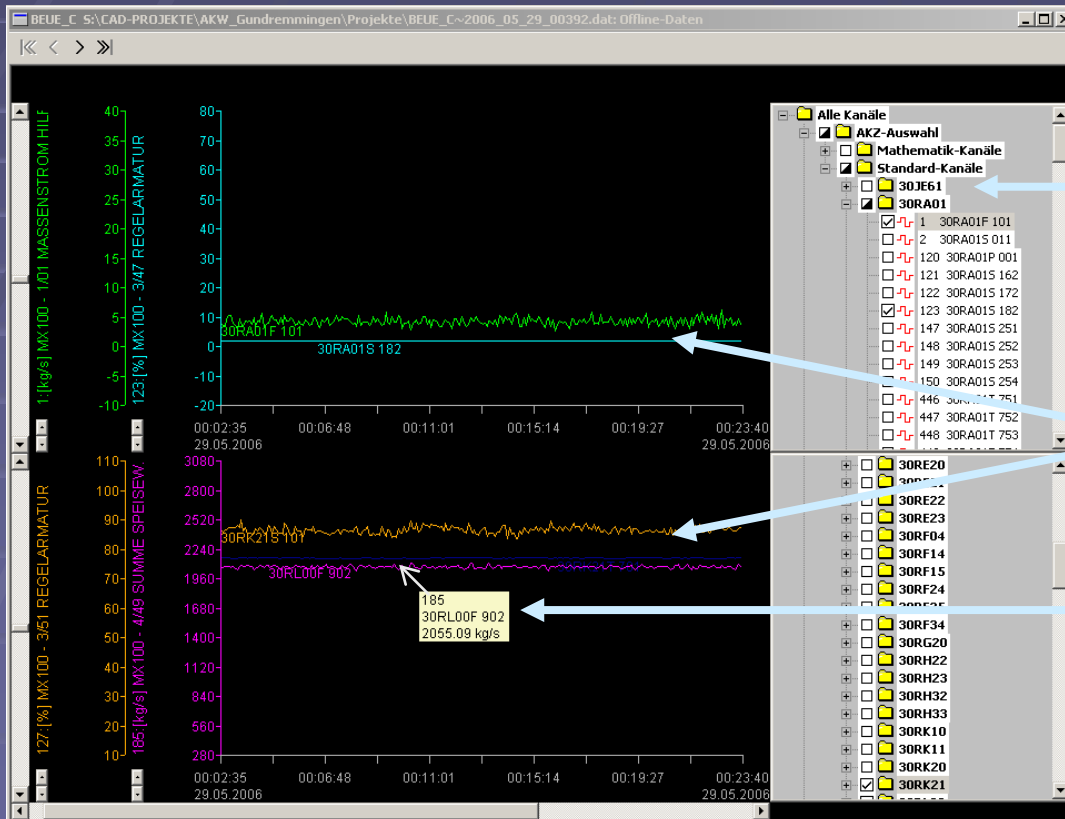 BEUE_C S:\CAD-PROJEKTE\AKW_Gundremmingen\Projekte\BEUE_C~2006_05_29_00392.dat: Offline-Daten
1:[kg/s] MX100 - 1/01 MASSENSTROM HILF
123:[%] MX100 - 3/47 REGELARMATUR
40
35
30
25
20
15
10
5
0
-5
-10
80
70
60
50
40
30
20
10
0
-10
-20
30RA01F 101
30RA01S 182
00:02:35 00:06:48 00:11:01 00:15:14 00:19:27 00:23:40
29.05.2006 29.05.2006
Alle Kanäle
AKZ-Auswahl
Mathematik-Kanäle
Standard-Kanäle
30JE61
30RA01
1 30RA01F 101
2 30RA01S 011
120 30RA01P 001
121 30RA01S 162
122 30RA01S 172
123 30RA01S 182
147 30RA01S 251
148 30RA01S 252
149 30RA01S 253
150 30RA01S 254
446 30RA01T 751
447 30RA01T 752
448 30RA01T 753
127:[%] MX100 - 3/51 REGELARMATUR
185:[kg/s] MX100 - 4/49 SUMME SPEISEW.
110
100
90
80
70
60
50
40
30
20
10
3080
2800
2520
2240
1960
1680
1400
1120
840
560
280
30RK21S 101
30RL00F 902
185
30RL00F 902
2055.09 kg/s
00:02:35 00:06:48 00:11:01 00:15:14 00:19:27 00:23:40
29.05.2006 29.05.2006
30RE20
30RE21
30RE22
30RE23
30RF04
30RF14
30RF15
30RF24
30RF34
30RG20
30RH22
30RH23
30RH32
30RH33
30RK10
30RK11
30RK20
30RK21